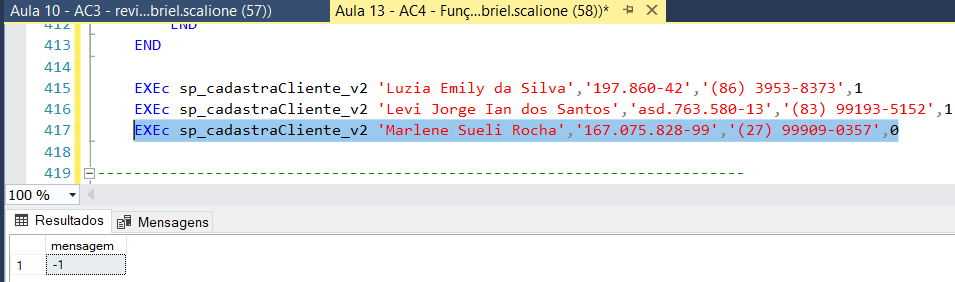 Aula 10 - AC3 - revi...briel.scalione (57))
Aula 13 - AC4 - Funç...briel.scalione (58))*
412 END
413 END
414
415 EXEc sp_cadastraCliente_v2 'Luzia Emily da Silva','197.860-42','(86) 3953-8373',1
416 EXEc sp_cadastraCliente_v2 'Levi Jorge Ian dos Santos','asd.763.580-13','(83) 99193-5152',1
417 EXEc sp_cadastraCliente_v2 'Marlene Sueli Rocha','167.075.828-99','(27) 99909-0357',0
418
419 ------------------------------------------------------------------------
100 %
Resultados Mensagens
mensagem
1 -1